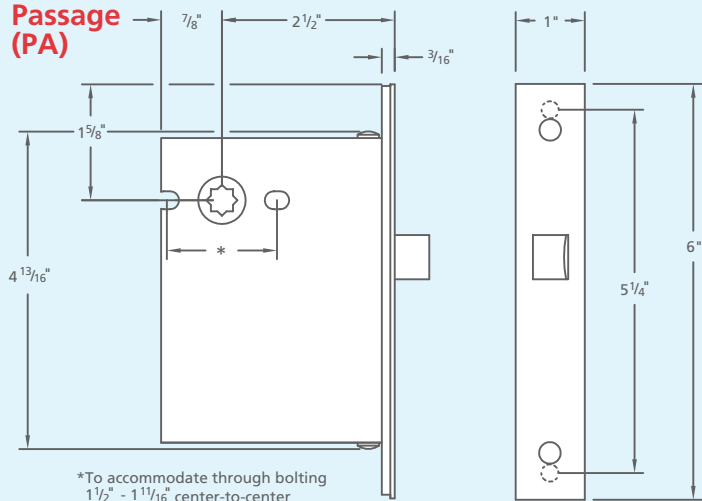 Passage
(PA)
7/8"
2 1/2"
3/16"
1"
1 5/8"
*
4 13/16"
5 1/4"
6"
*To accommodate through bolting
1 1/2" - 1 11/16" center-to-center